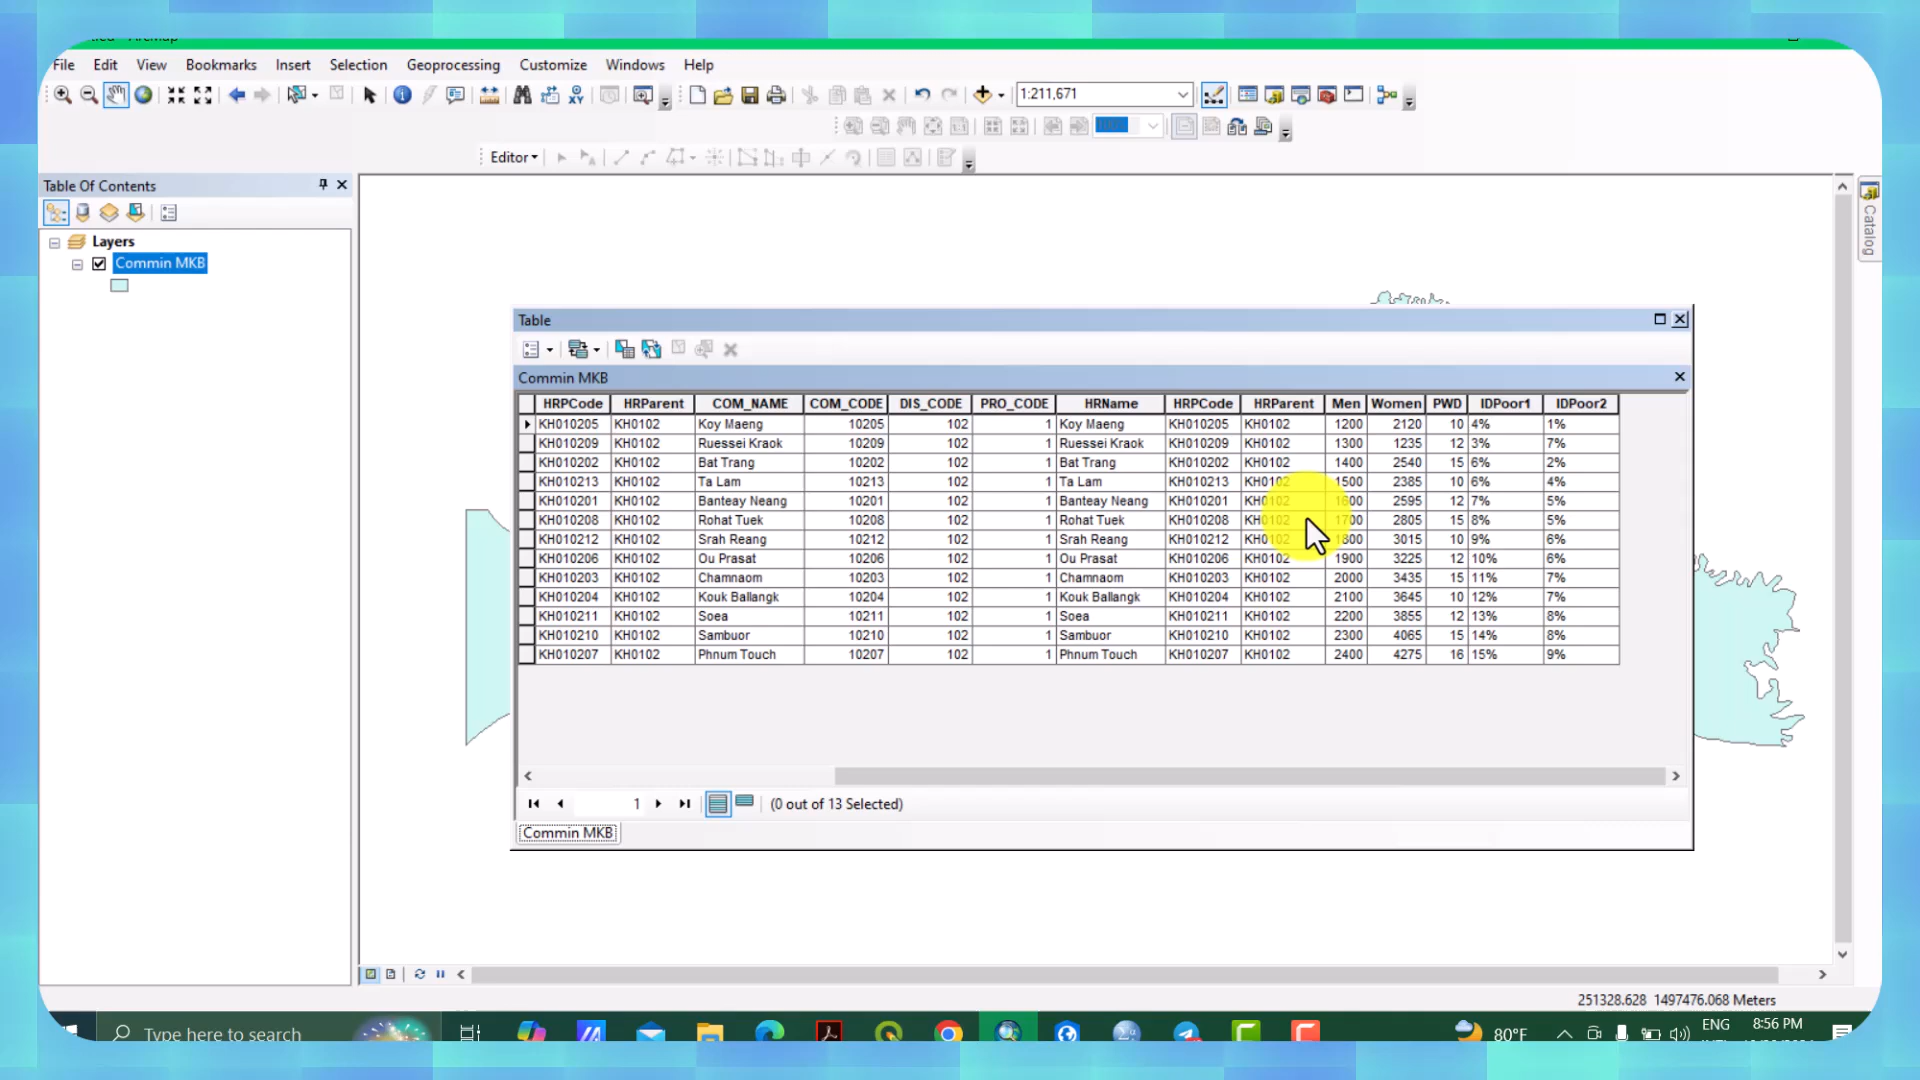 File Edit View Bookmarks Insert Selection Geoprocessing Customize Windows Help
1:211,671
Editor
Table Of Contents
Layers
Commin MKB
Catalog
Table
Commin MKB
HRPCode HRParent COM_NAME COM_CODE DIS_CODE PRO_CODE HRName HRPCode HRParent Men Women PWD IDPoor1 IDPoor2
KH010205 KH0102 Koy Maeng 10205 102 1 Koy Maeng KH010205 KH0102 1200 2120 10 4% 1%
KH010209 KH0102 Ruessei Kraok 10209 102 1 Ruessei Kraok KH010209 KH0102 1300 1235 12 3% 7%
KH010202 KH0102 Bat Trang 10202 102 1 Bat Trang KH010202 KH0102 1400 2540 15 6% 2%
KH010213 KH0102 Ta Lam 10213 102 1 Ta Lam KH010213 KH0102 1500 2385 10 6% 4%
KH010201 KH0102 Banteay Neang 10201 102 1 Banteay Neang KH010201 KH0102 1600 2595 12 7% 5%
KH010208 KH0102 Rohat Tuek 10208 102 1 Rohat Tuek KH010208 KH0102 1700 2805 15 8% 5%
KH010212 KH0102 Srah Reang 10212 102 1 Srah Reang KH010212 KH0102 1800 3015 10 9% 6%
KH010206 KH0102 Ou Prasat 10206 102 1 Ou Prasat KH010206 KH0102 1900 3225 12 10% 6%
KH010203 KH0102 Chamnaom 10203 102 1 Chamnaom KH010203 KH0102 2000 3435 15 11% 7%
KH010204 KH0102 Kouk Ballangk 10204 102 1 Kouk Ballangk KH010204 KH0102 2100 3645 10 12% 7%
KH010211 KH0102 Soea 10211 102 1 Soea KH010211 KH0102 2200 3855 12 13% 8%
KH010210 KH0102 Sambuor 10210 102 1 Sambuor KH010210 KH0102 2300 4065 15 14% 8%
KH010207 KH0102 Phnum Touch 10207 102 1 Phnum Touch KH010207 KH0102 2400 4275 16 15% 9%
1 (0 out of 13 Selected)
Commin MKB
251328.628 1497476.068 Meters
Type here to search
80°F
ENG
8:56 PM